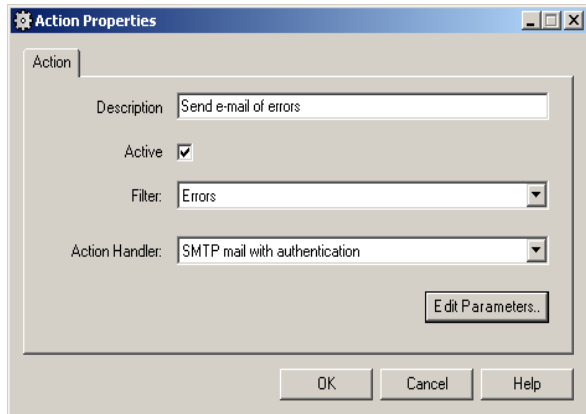 Action Properties
Action
Description Send e-mail of errors
Active
Filter: Errors
Action Handler: SMTP mail with authentication
Edit Parameters..
OK Cancel Help